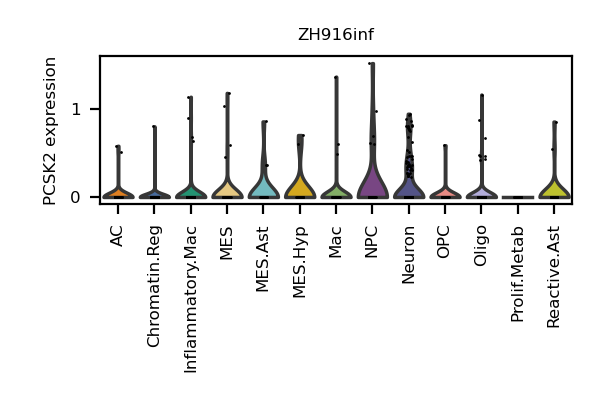 ZH916inf
PCSK2 expression
1
0
AC
Chromatin.Reg
Inflammatory.Mac
MES
MES.Ast
MES.Hyp
Mac
NPC
Neuron
OPC
Oligo
Prolif.Metab
Reactive.Ast